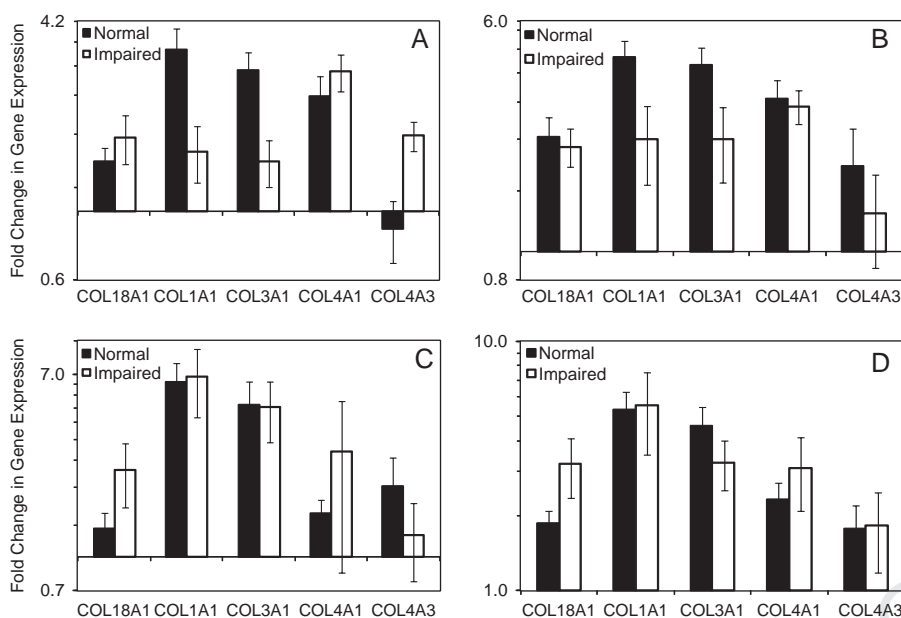 4.2
Normal
Impaired
A
Fold Change in Gene Expression
0.6
COL18A1 COL1A1 COL3A1 COL4A1 COL4A3
6.0
Normal
Impaired
B
0.8
COL18A1 COL1A1 COL3A1 COL4A1 COL4A3
Normal
Impaired
C
7.0
Fold Change in Gene Expression
0.7
COL18A1 COL1A1 COL3A1 COL4A1 COL4A3
10.0
Normal
Impaired
D
1.0
COL18A1 COL1A1 COL3A1 COL4A1 COL4A3